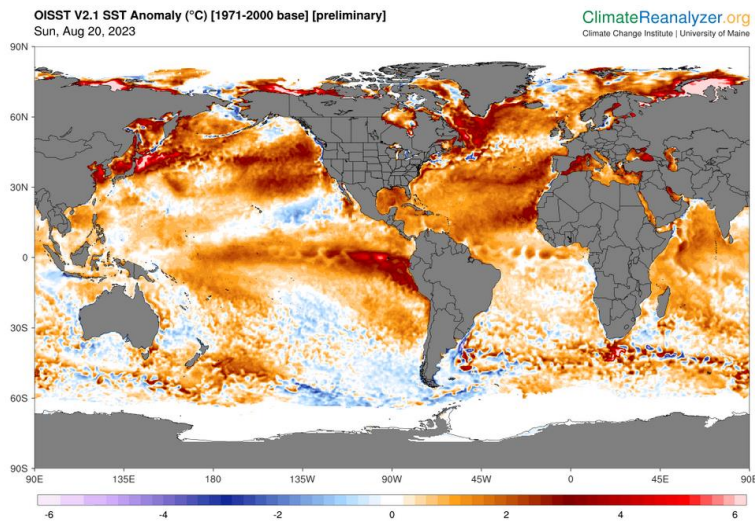 OISST V2.1 SST Anomaly (°C) [1971-2000 base] [preliminary]
Sun, Aug 20, 2023
ClimateReanalyzer.org
Climate Change Institute | University of Maine
90N
60N
30N
0
30S
60S
90S
90E 135E 180 135W 90W 45W 0 45E 90E
-6 -4 -2 0 2 4 6